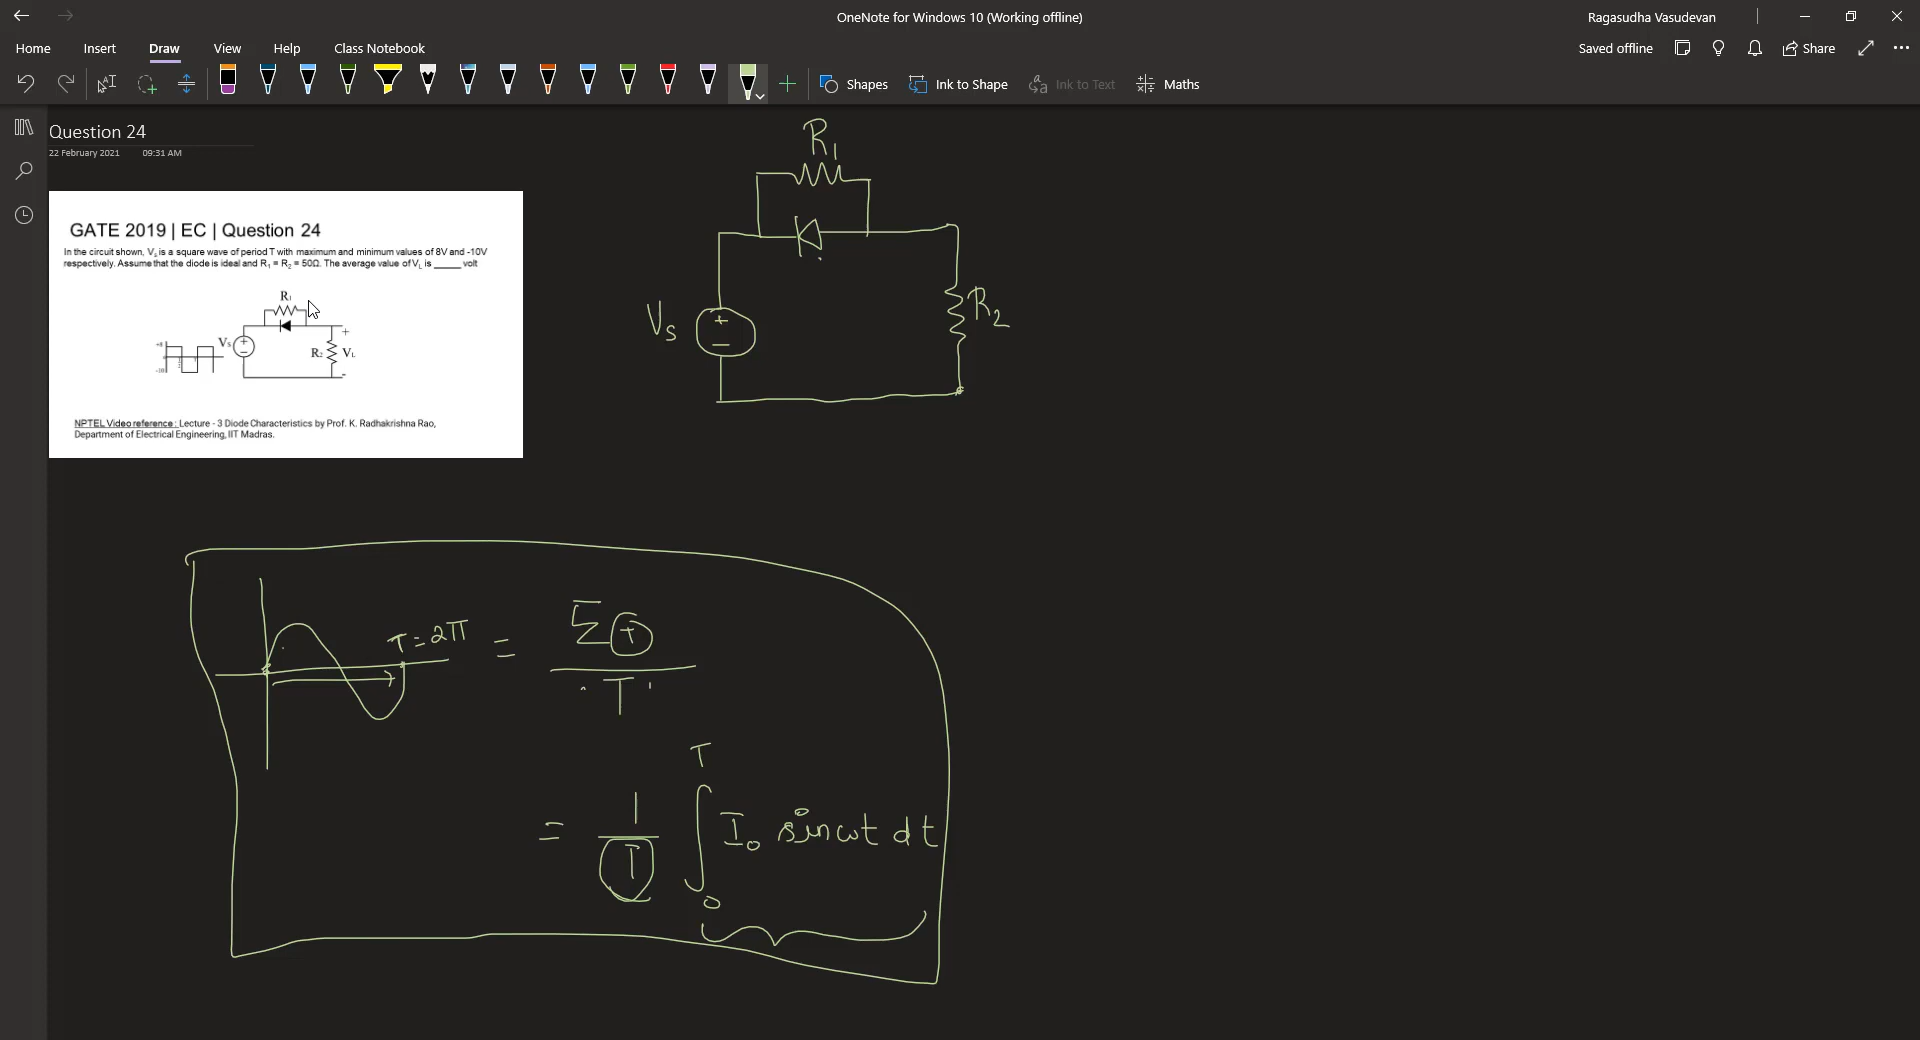 OneNote for Windows 10 (Working offline)
Ragasudha Vasudevan
Home Insert Draw View Help Class Notebook
Saved offline Share
Shapes Ink to Shape Ink to Text Maths
Question 24
22 February 2021 09:31 AM
GATE 2019 | EC | Question 24
In the circuit shown, Vs is a square wave of period T with maximum and minimum values of 8V and -10V
respectively. Assume that the diode is ideal and R₁ = R₂ = 50Ω. The average value of VL is _____ volt
R₁
+
+8
Vs
+
−
R₂
VL
0
-10
-
NPTEL Video reference : Lecture - 3 Diode Characteristics by Prof. K. Radhakrishna Rao,
Department of Electrical Engineering, IIT Madras.
R₁
Vs
+
−
R₂
T = 2π = Σ +
T
T
= 1 ∫ I₀ sin ωt dt
T
0